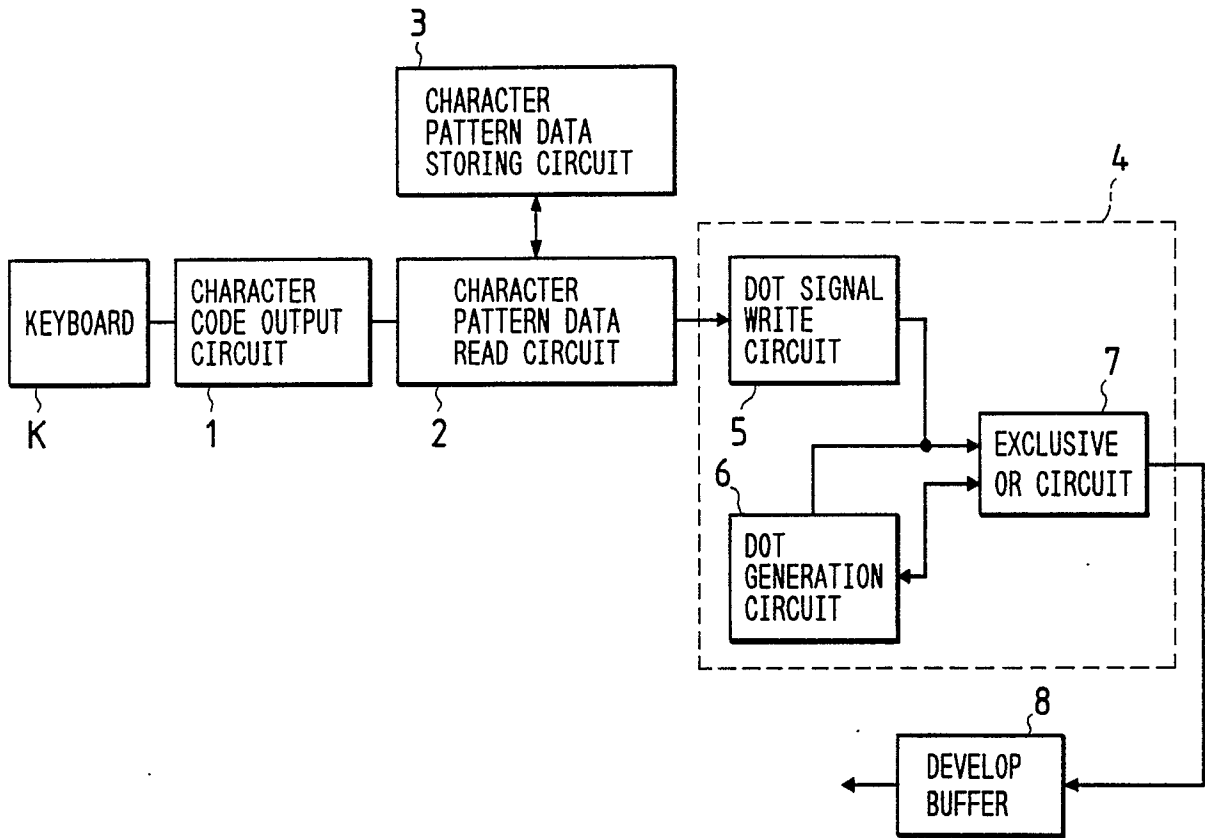 3
CHARACTER
PATTERN DATA
STORING CIRCUIT
4
KEYBOARD
K
CHARACTER
CODE OUTPUT
CIRCUIT
1
CHARACTER
PATTERN DATA
READ CIRCUIT
2
DOT SIGNAL
WRITE
CIRCUIT
5
6
DOT
GENERATION
CIRCUIT
7
EXCLUSIVE
OR CIRCUIT
8
DEVELOP
BUFFER